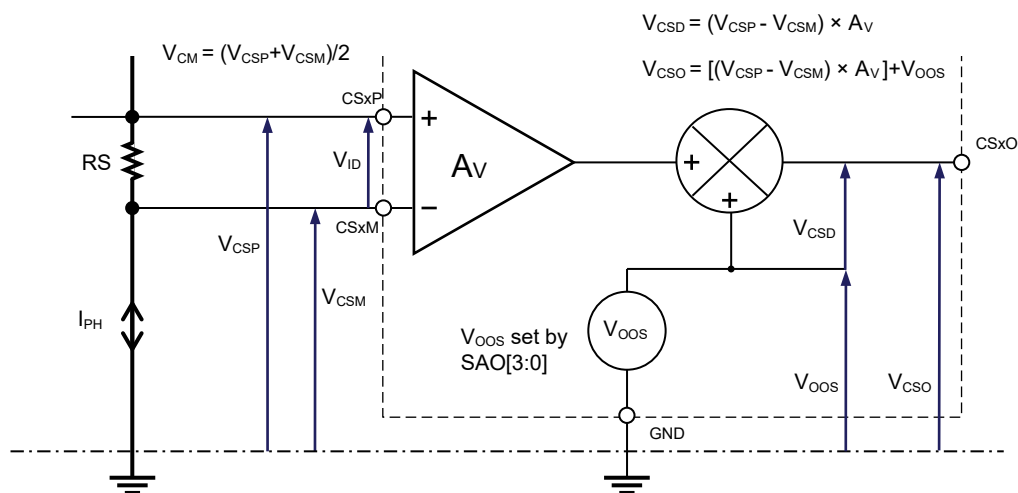 V_CSD = (V_CSP - V_CSM) × A_V
V_CM = (V_CSP+V_CSM)/2
V_CSO = [(V_CSP - V_CSM) × A_V]+V_OOS
CSxP
+
CSxO
RS
V_ID
A_V
+
−
CSxM
+
V_CSP
V_CSD
V_CSM
I_PH
V_OOS set by
SAO[3:0]
V_OOS
V_OOS
V_CSO
GND